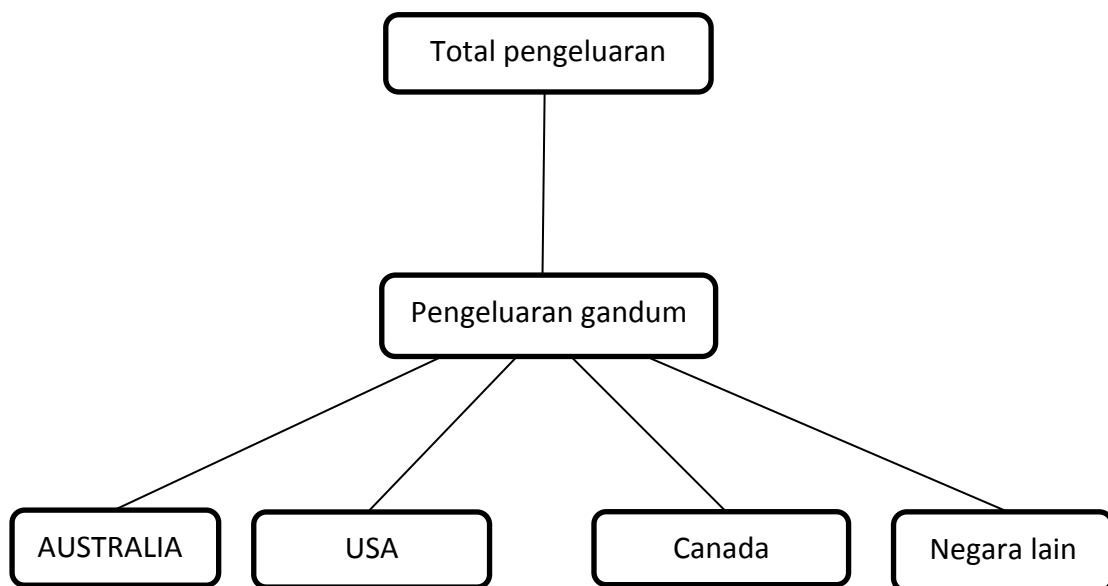 Total pengeluaran
Pengeluaran gandum
AUSTRALIA
USA
Canada
Negara lain